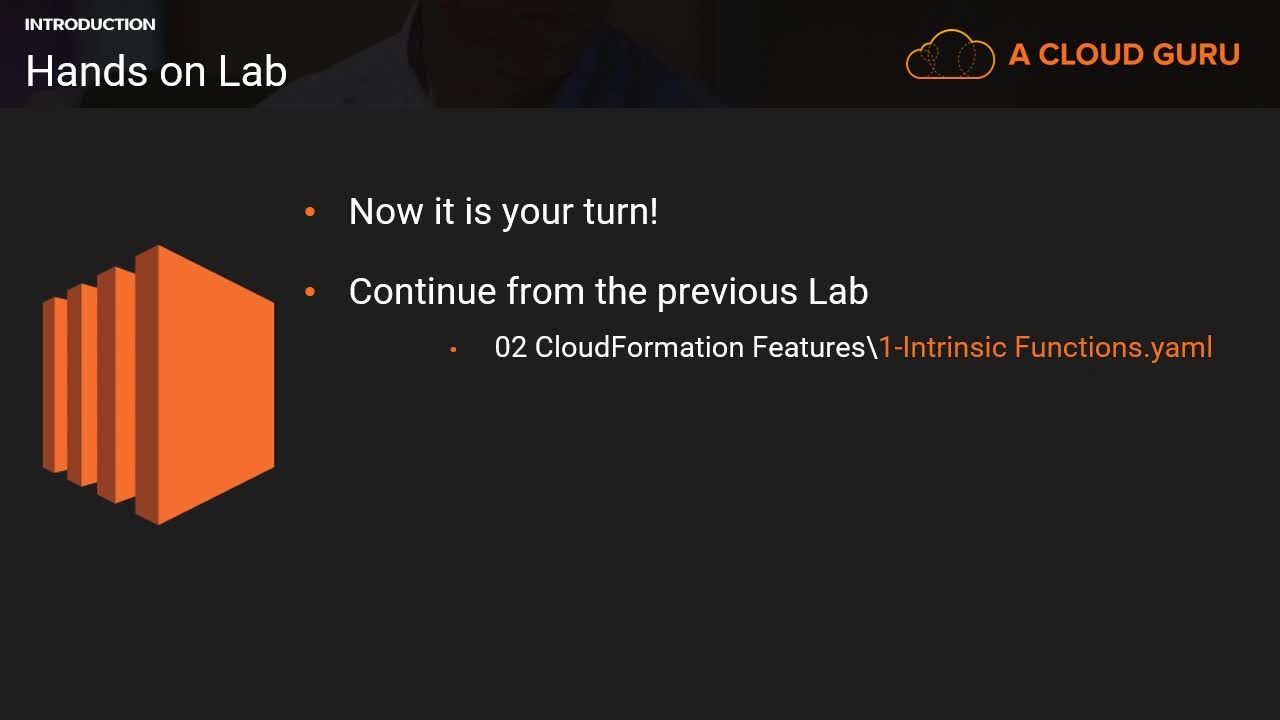 INTRODUCTION
Hands on Lab
A CLOUD GURU
• Now it is your turn!
• Continue from the previous Lab
• 02 CloudFormation Features\1-Intrinsic Functions.yaml